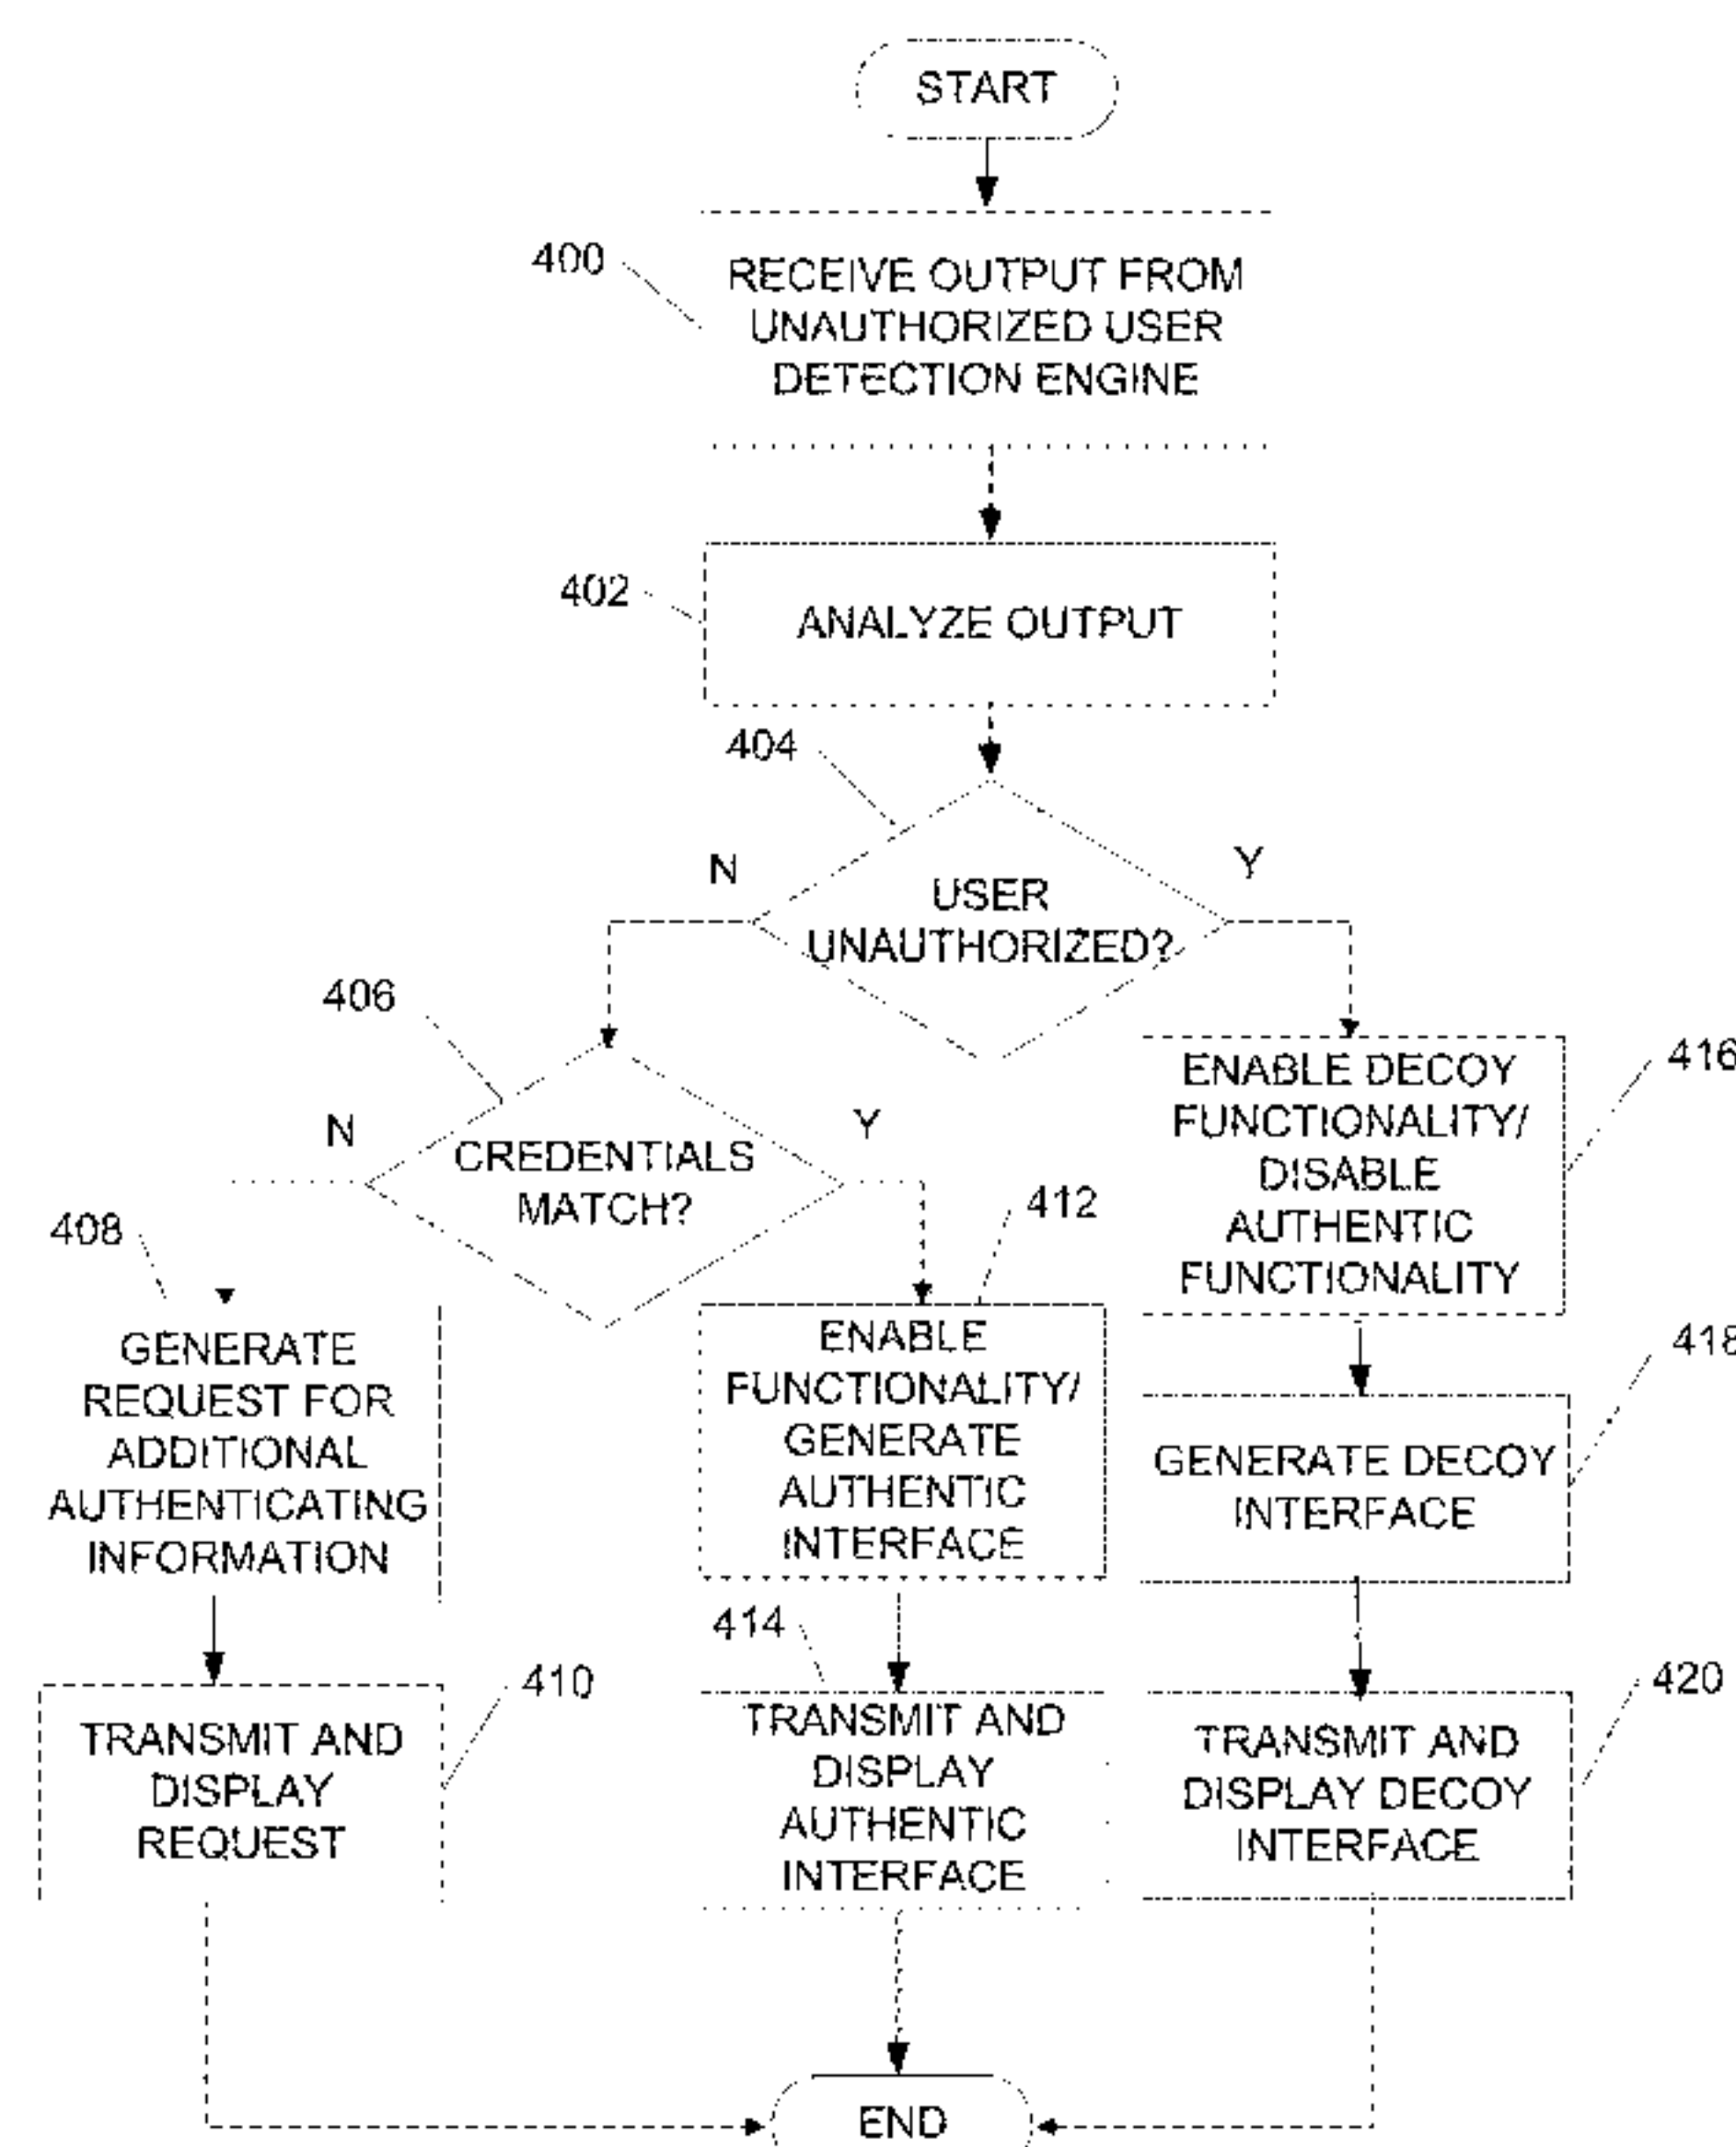 START
400
RECEIVE OUTPUT FROM
UNAUTHORIZED USER
DETECTION ENGINE
402
ANALYZE OUTPUT
404
N
Y
USER
UNAUTHORIZED?
406
N
Y
CREDENTIALS
MATCH?
416
ENABLE DECOY
FUNCTIONALITY/
DISABLE
AUTHENTIC
FUNCTIONALITY
408
GENERATE
REQUEST FOR
ADDITIONAL
AUTHENTICATING
INFORMATION
412
ENABLE
FUNCTIONALITY/
GENERATE
AUTHENTIC
INTERFACE
418
GENERATE DECOY
INTERFACE
410
TRANSMIT AND
DISPLAY
REQUEST
414
TRANSMIT AND
DISPLAY
AUTHENTIC
INTERFACE
420
TRANSMIT AND
DISPLAY DECOY
INTERFACE
END